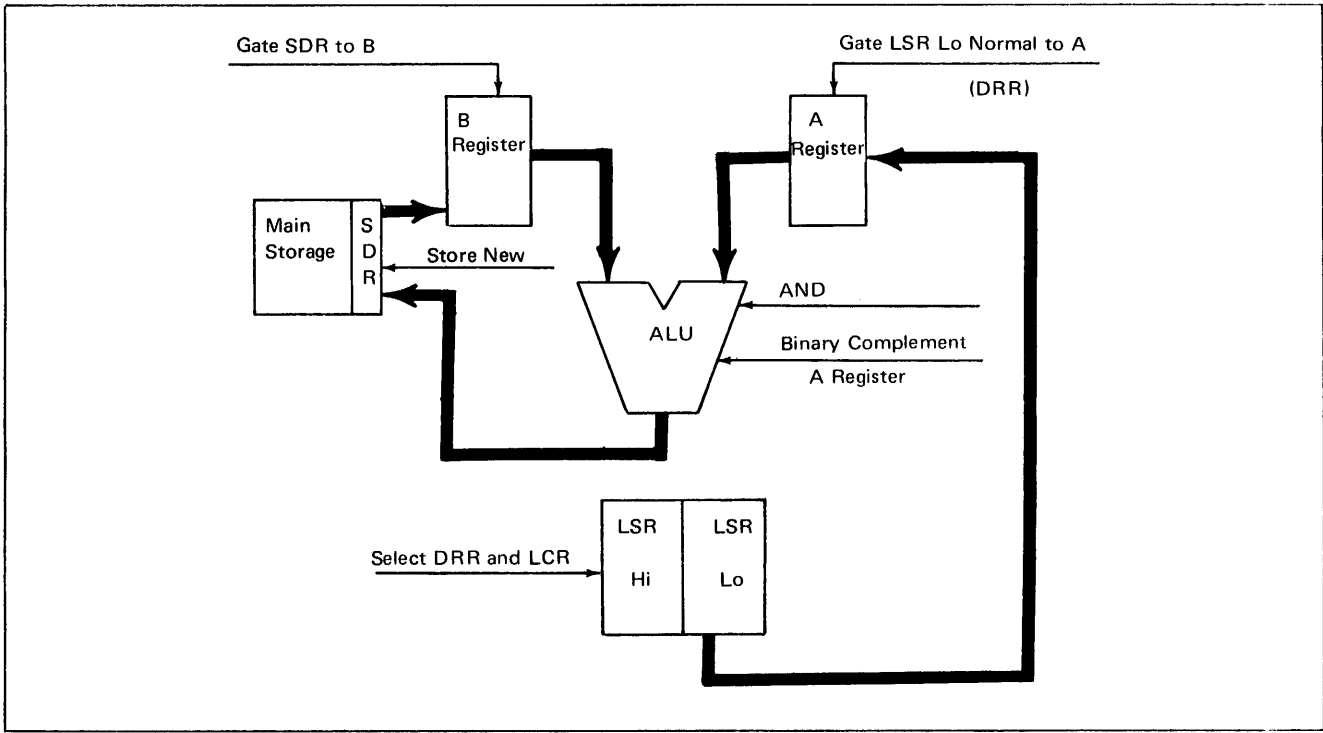 Gate SDR to B
Gate LSR Lo Normal to A
(DRR)
B
Register
A
Register
Main
Storage
S
D
R
Store New
ALU
AND
Binary Complement
A Register
LSR
Hi
LSR
Lo
Select DRR and LCR